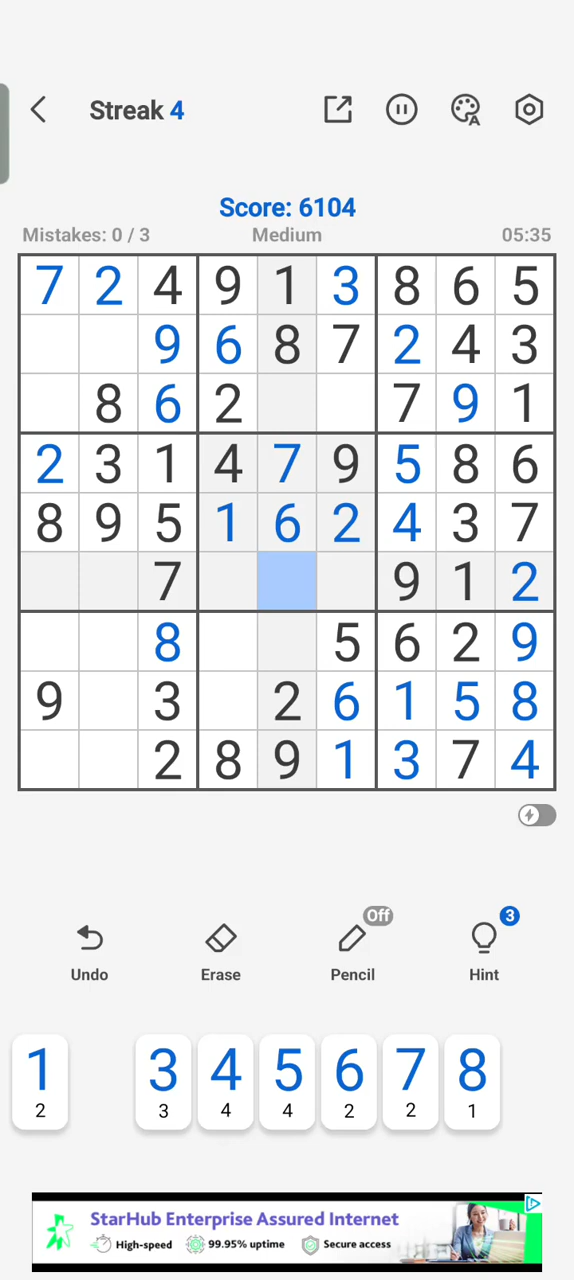 Streak 4
Score: 6104
Mistakes: 0 / 3 Medium 05:35
7 2 4 9 1 3 8 6 5
9 6 8 7 2 4 3
8 6 2 7 9 1
2 3 1 4 7 9 5 8 6
8 9 5 1 6 2 4 3 7
7 9 1 2
8 5 6 2 9
9 3 2 6 1 5 8
2 8 9 1 3 7 4
Off 3
Undo Erase Pencil Hint
1 3 4 5 6 7 8
2 3 4 4 2 2 1
StarHub Enterprise Assured Internet
High-speed 99.95% uptime Secure access